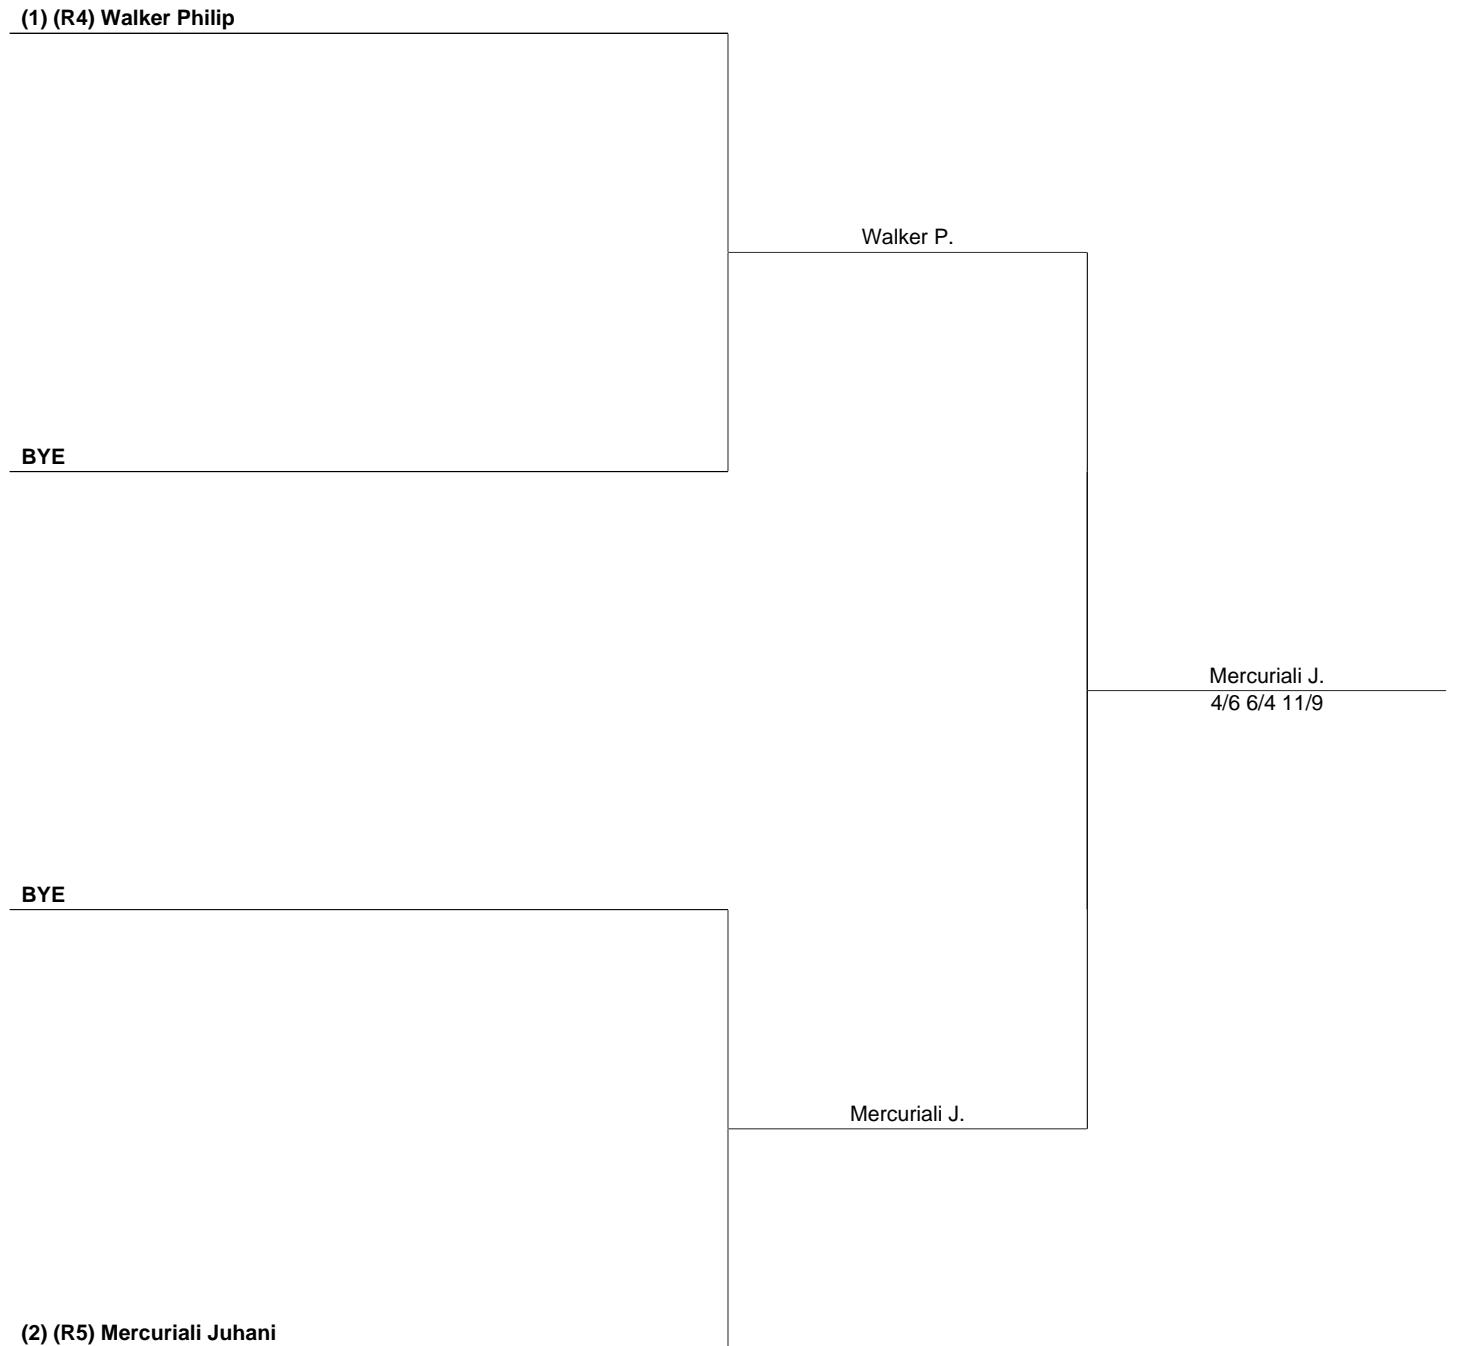 (1) (R4) Walker Philip
Walker P.
BYE
Mercuriali J.
4/6 6/4 11/9
BYE
Mercuriali J.
(2) (R5) Mercuriali Juhani